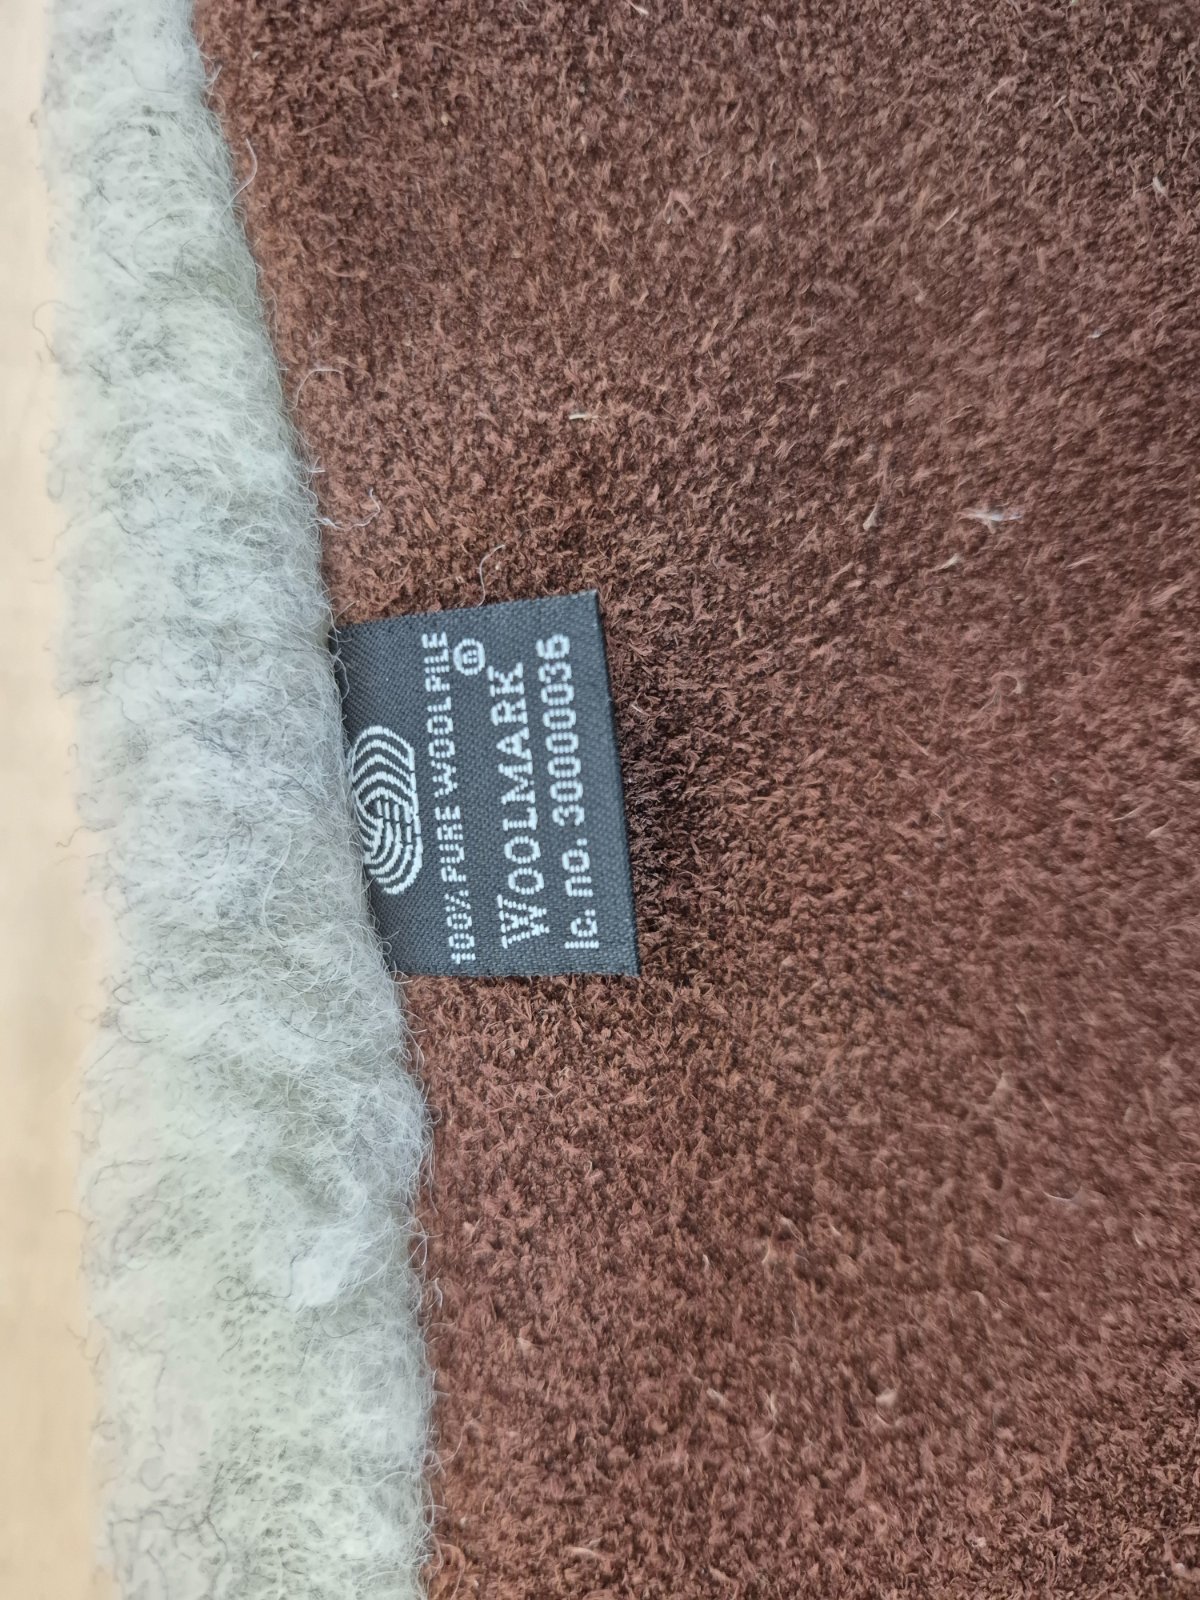 100% PURE WOOL PILE
WOOLMARK ®
lc. no. 30000036